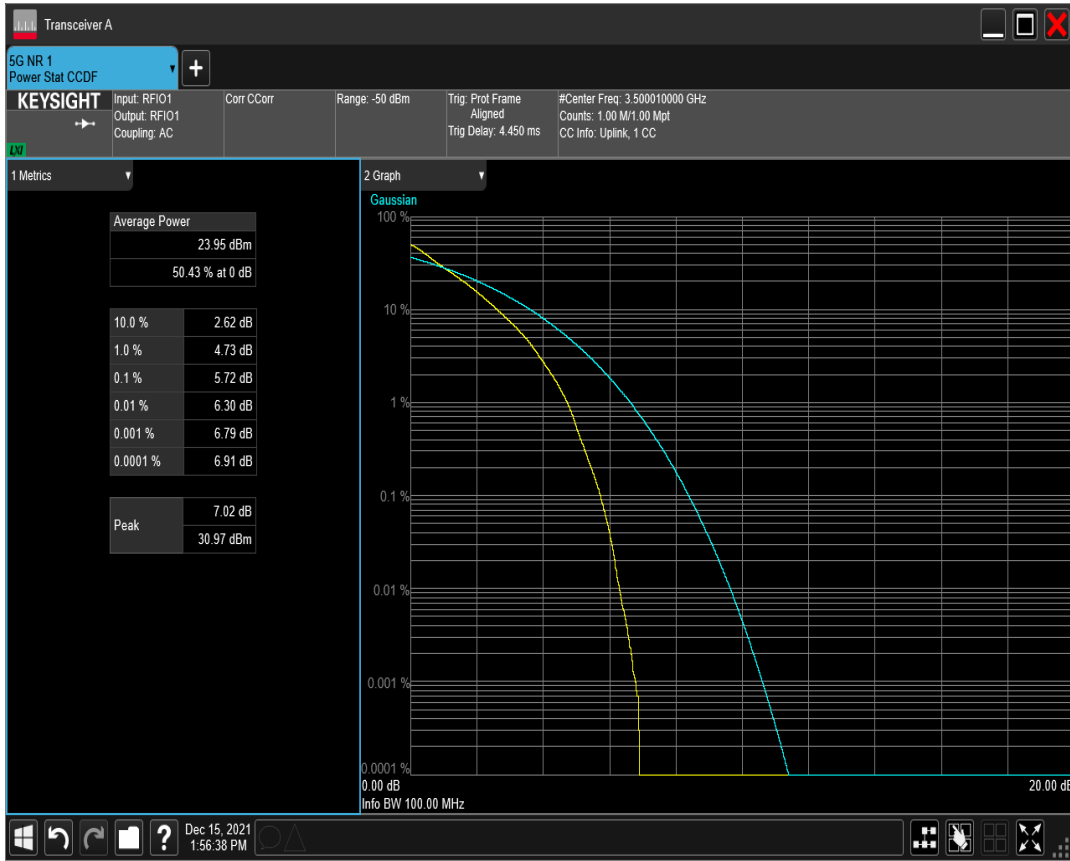 Transceiver A
5G NR 1
Power Stat CCDF
KEYSIGHT
LXI
Input: RFIO1
Output: RFIO1
Coupling: AC
Corr CCorr
Range: -50 dBm
Trig: Prot Frame
Aligned
Trig Delay: 4.450 ms
#Center Freq: 3.500010000 GHz
Counts: 1.00 M/1.00 Mpt
CC Info: Uplink, 1 CC
1 Metrics
Average Power
23.95 dBm
50.43 % at 0 dB
10.0 % 2.62 dB
1.0 % 4.73 dB
0.1 % 5.72 dB
0.01 % 6.30 dB
0.001 % 6.79 dB
0.0001 % 6.91 dB
Peak
7.02 dB
30.97 dBm
2 Graph
Gaussian
100 %
10 %
1 %
0.1 %
0.01 %
0.001 %
0.0001 %
0.00 dB 20.00 dB
Info BW 100.00 MHz
Dec 15, 2021
1:56:38 PM